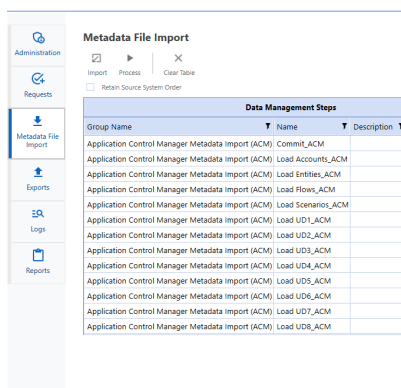 Metadata File Import
Administration
Import Process Clear Table
Retain Source System Order
Requests
Data Management Steps
Group Name Name Description
Metadata File
Import
Application Control Manager Metadata Import (ACM) Commit_ACM
Application Control Manager Metadata Import (ACM) Load Accounts_ACM
Application Control Manager Metadata Import (ACM) Load Entities_ACM
Application Control Manager Metadata Import (ACM) Load Flows_ACM
Application Control Manager Metadata Import (ACM) Load Scenarios_ACM
Application Control Manager Metadata Import (ACM) Load UD1_ACM
Application Control Manager Metadata Import (ACM) Load UD2_ACM
Application Control Manager Metadata Import (ACM) Load UD3_ACM
Application Control Manager Metadata Import (ACM) Load UD4_ACM
Application Control Manager Metadata Import (ACM) Load UD5_ACM
Application Control Manager Metadata Import (ACM) Load UD6_ACM
Application Control Manager Metadata Import (ACM) Load UD7_ACM
Application Control Manager Metadata Import (ACM) Load UD8_ACM
Exports
Logs
Reports